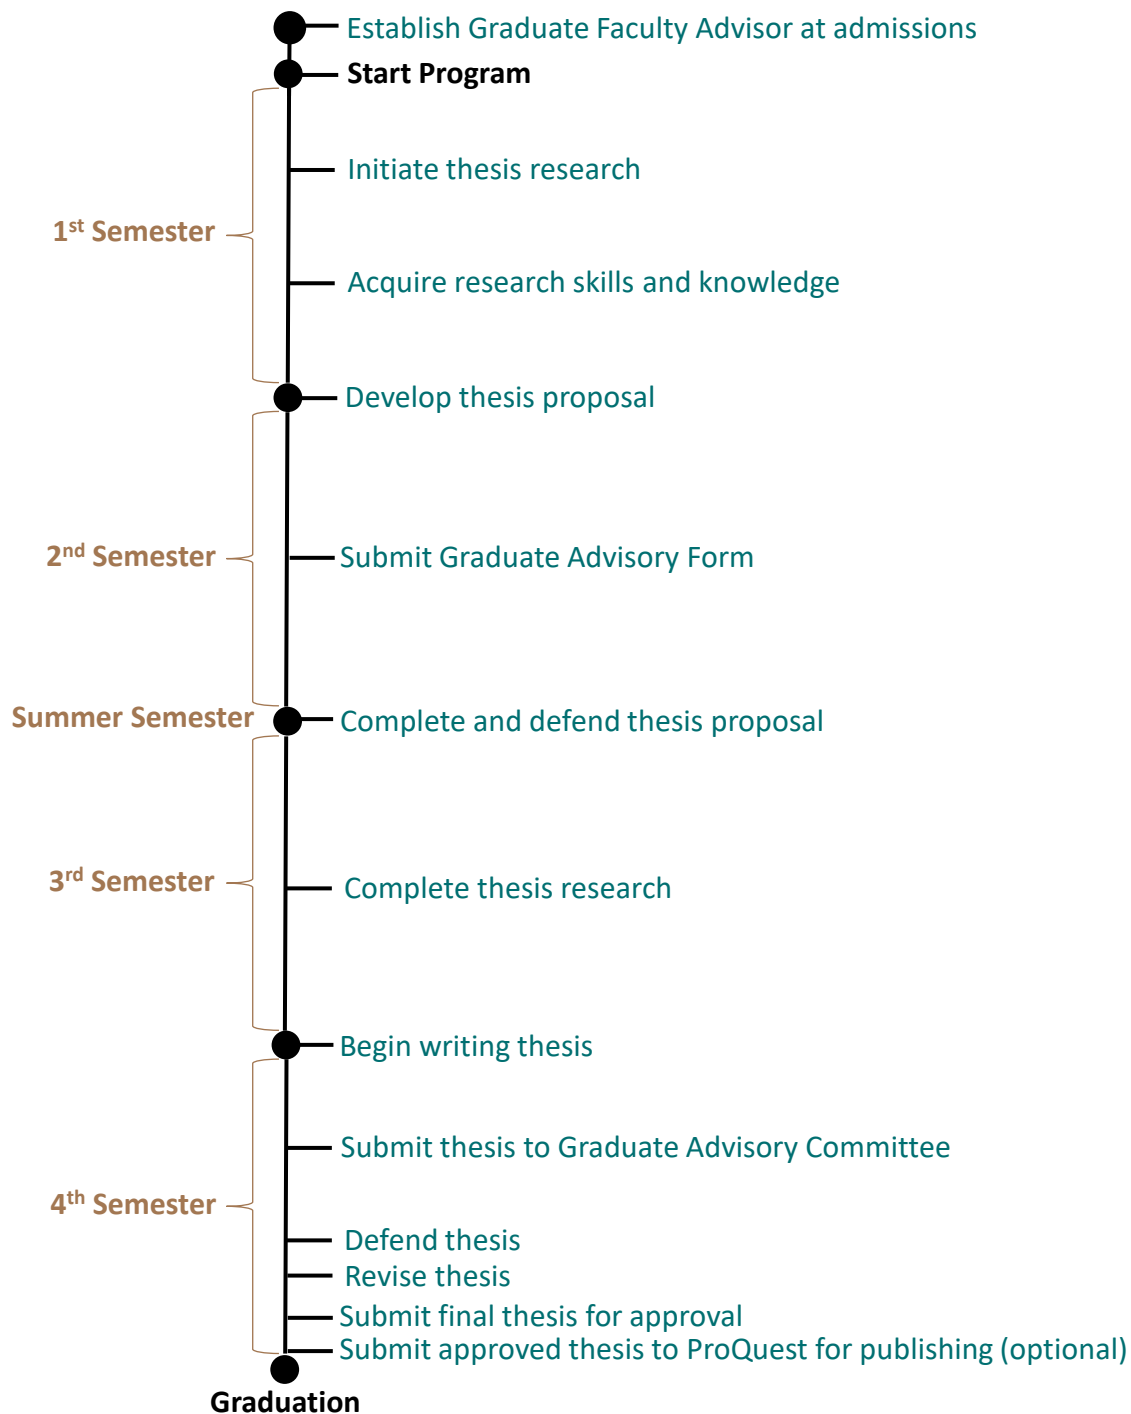 Establish Graduate Faculty Advisor at admissions
Start Program
Initiate thesis research
1st Semester
Acquire research skills and knowledge
Develop thesis proposal
2nd Semester
Submit Graduate Advisory Form
Summer Semester
Complete and defend thesis proposal
3rd Semester
Complete thesis research
Begin writing thesis
Submit thesis to Graduate Advisory Committee
4th Semester
Defend thesis
Revise thesis
Submit final thesis for approval
Submit approved thesis to ProQuest for publishing (optional)
Graduation